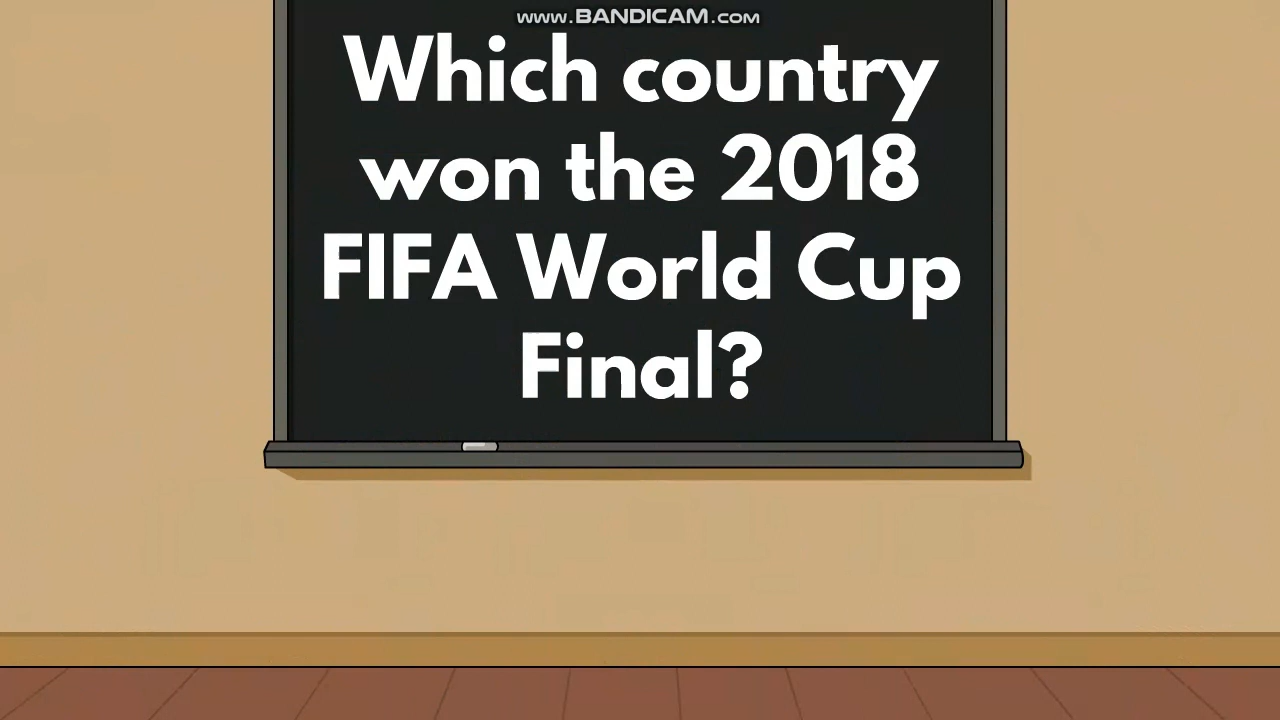 www.BANDICAM.com
Which country
won the 2018
FIFA World Cup
Final?